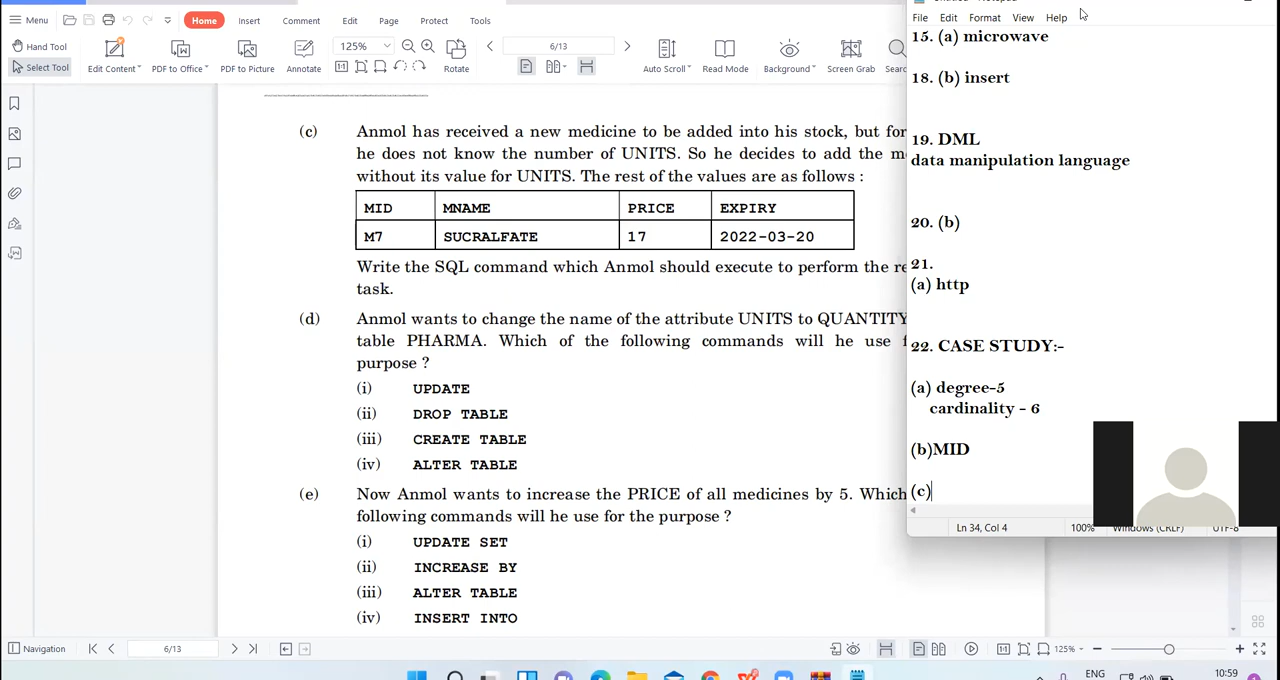 Menu
Home
Insert
Comment
Edit
Page
Protect
Tools
Hand Tool
Select Tool
Edit Content
PDF to Office
PDF to Picture
Annotate
125%
6/13
Rotate
Auto Scroll
Read Mode
Background
Screen Grab
(c) Anmol has received a new medicine to be added into his stock, but for
he does not know the number of UNITS. So he decides to add the
without its value for UNITS. The rest of the values are as follows :
MID MNAME PRICE EXPIRY
M7 SUCRALFATE 17 2022-03-20
Write the SQL command which Anmol should execute to perform the
task.
(d) Anmol wants to change the name of the attribute UNITS to QUANTITY
table PHARMA. Which of the following commands will he use
purpose ?
(i) UPDATE
(ii) DROP TABLE
(iii) CREATE TABLE
(iv) ALTER TABLE
(e) Now Anmol wants to increase the PRICE of all medicines by 5. Which
following commands will he use for the purpose ?
(i) UPDATE SET
(ii) INCREASE BY
(iii) ALTER TABLE
(iv) INSERT INTO
File Edit Format View Help
15. (a) microwave
18. (b) insert
19. DML
data manipulation language
20. (b)
21.
(a) http
22. CASE STUDY:-
(a) degree-5
cardinality - 6
(b)MID
(c)
Ln 34, Col 4
100%
Windows (CRLF)
UTF-8
Navigation
6/13
125%
ENG
10:59